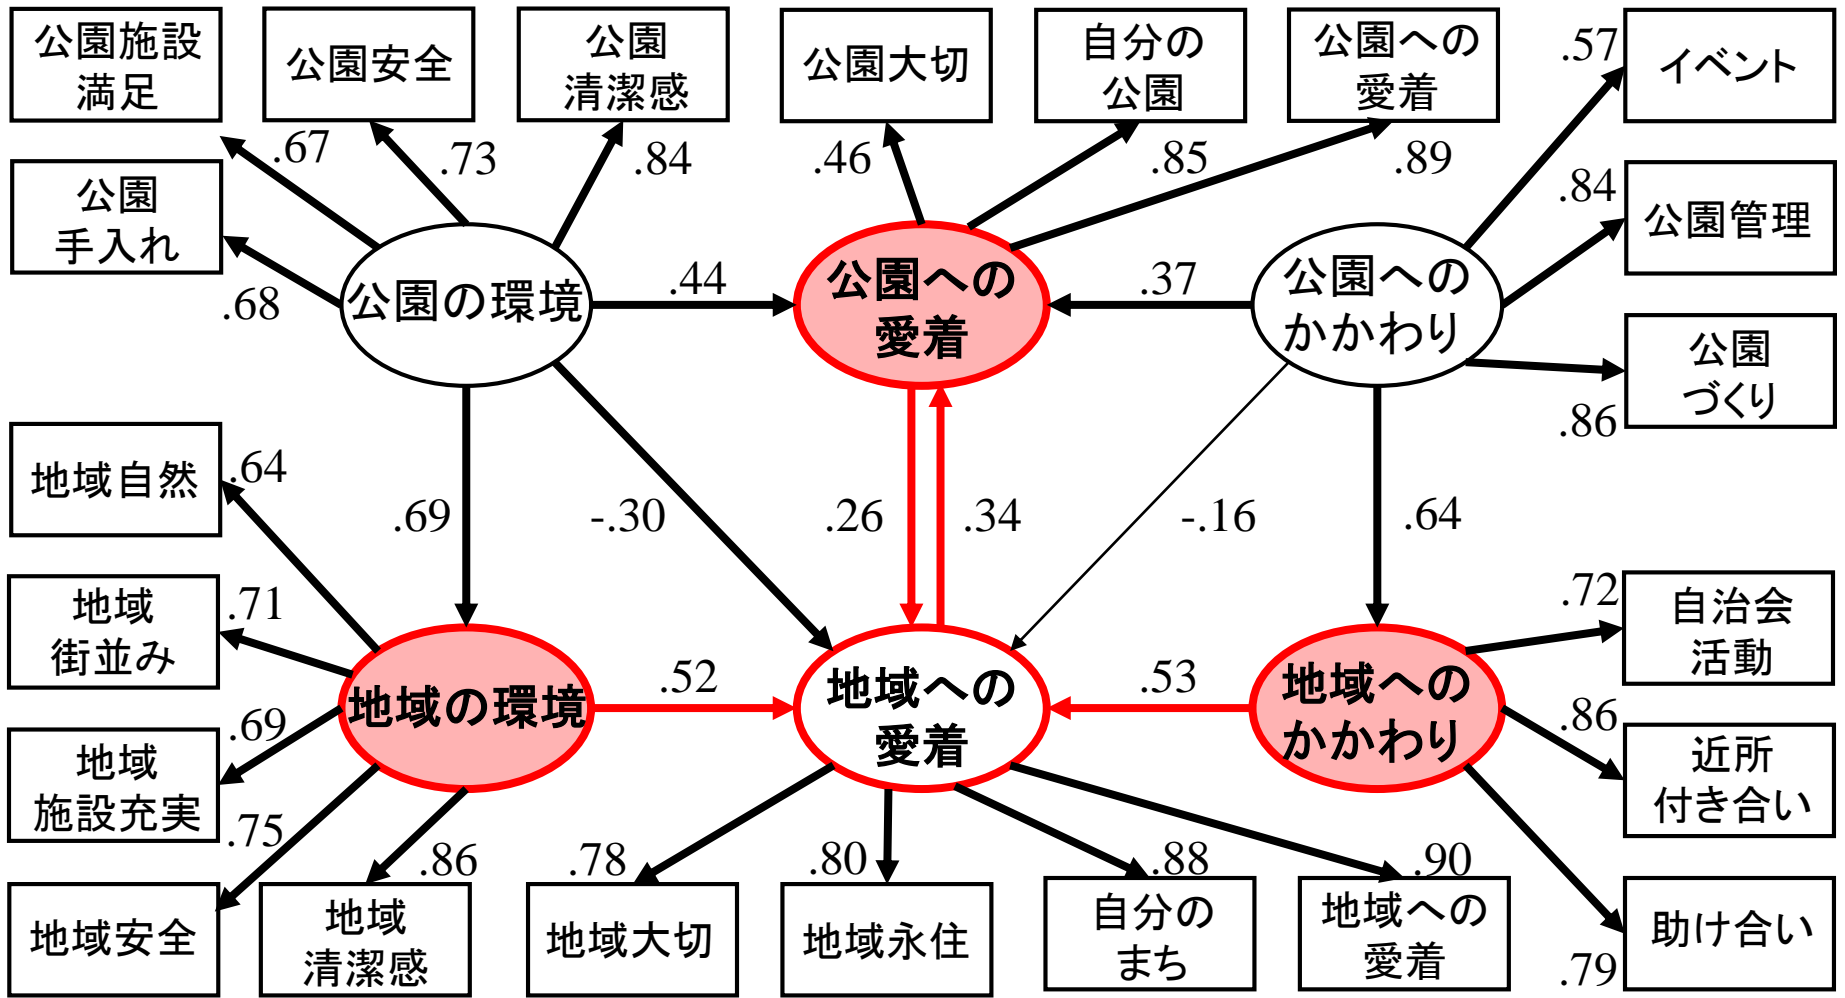 公園施設
満足
公園安全
公園
清潔感
公園大切
自分の
公園
公園への
愛着
.57
イベント
.67
.73
.84
.46
.85
.89
公園
手入れ
.84
公園管理
.68
公園の環境
.44
公園への
愛着
.37
公園への
かかわり
公園
づくり
.86
地域自然
.64
.69
-.30
.26
.34
-.16
.64
地域
街並み
.71
.72
自治会
活動
地域の環境
.52
地域への
愛着
.53
地域への
かかわり
地域
施設充実
.69
.86
近所
付き合い
.75
.86
.78
.80
.88
.90
地域安全
地域
清潔感
地域大切
地域永住
自分の
まち
地域への
愛着
.79
助け合い